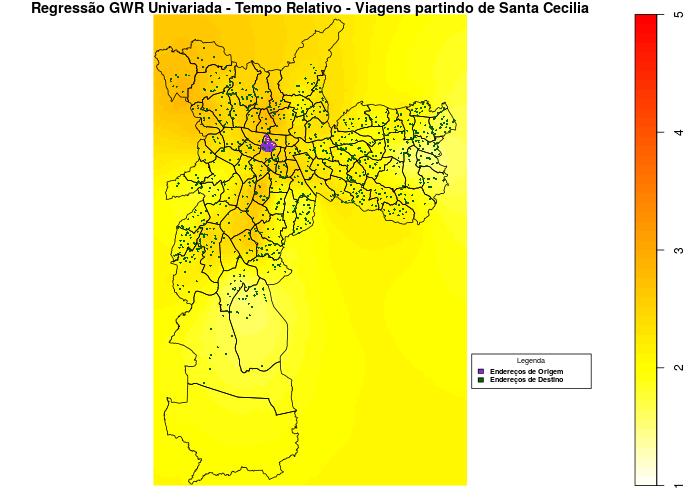 Regressão GWR Univariada - Tempo Relativo - Viagens partindo de Santa Cecilia
5
4
3
2
1
Legenda
Endereços de Origem
Endereços de Destino